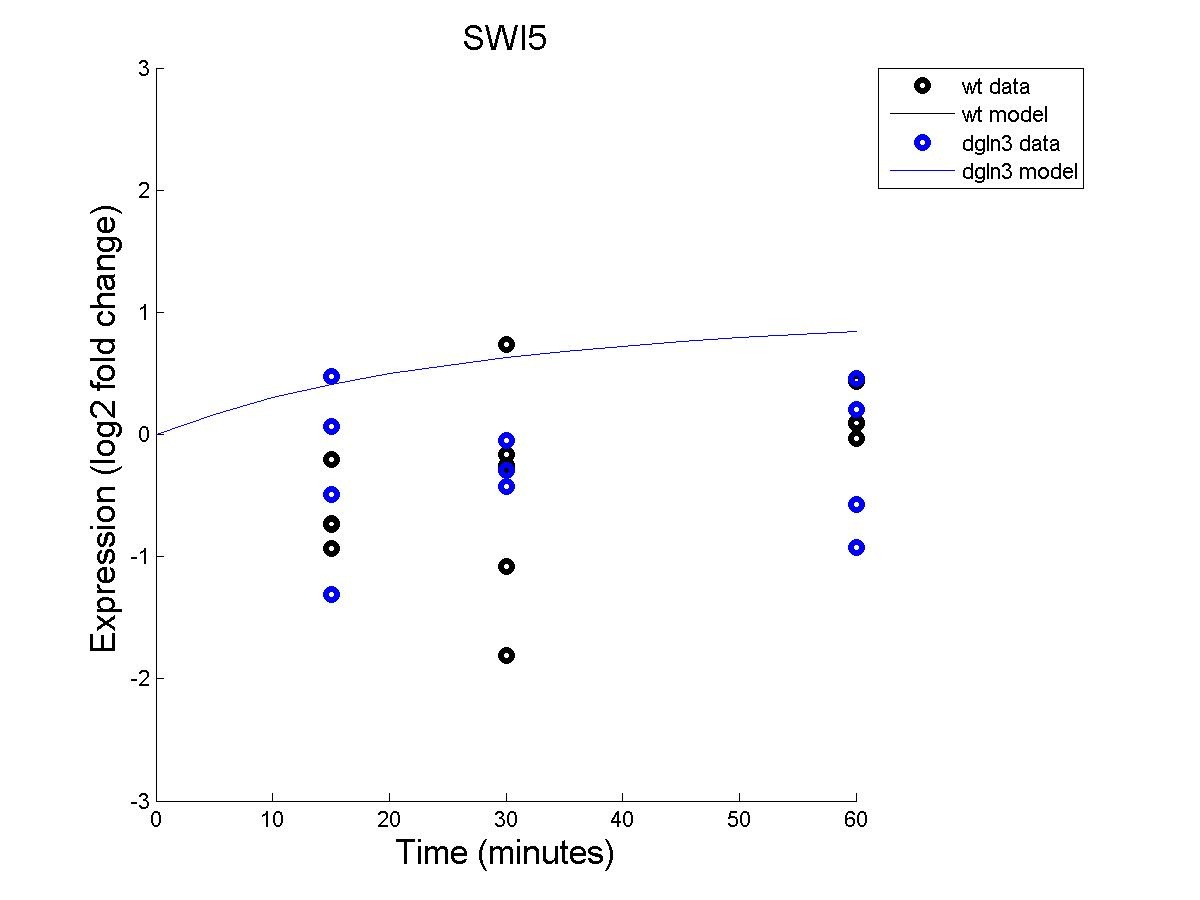 SWI5
3
2
1
0
-1
-2
-3
Expression (log2 fold change)
0 10 20 30 40 50 60
Time (minutes)
wt data
wt model
dgln3 data
dgln3 model